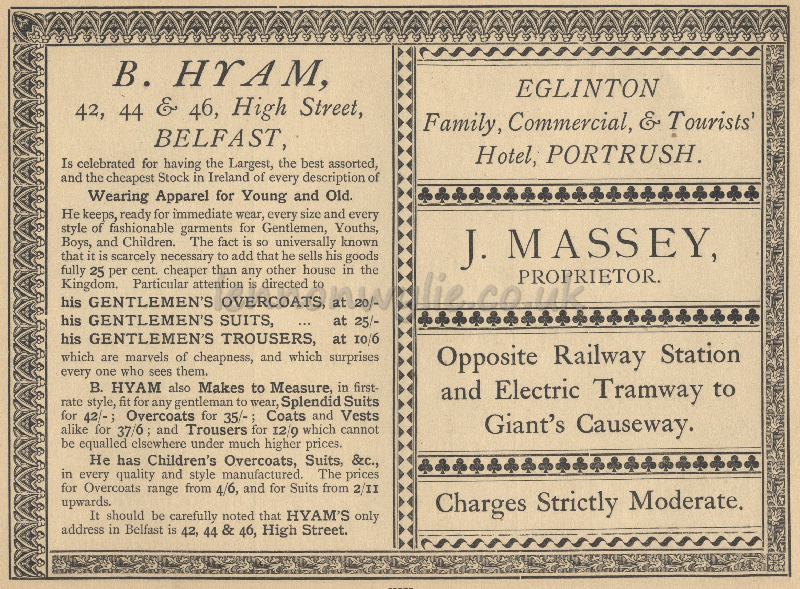 B. HYAM,
42, 44 & 46, High Street,
BELFAST,
Is celebrated for having the Largest, the best assorted,
and the cheapest Stock in Ireland of every description of
Wearing Apparel for Young and Old.
He keeps, ready for immediate wear, every size and every
style of fashionable garments for Gentlemen, Youths,
Boys, and Children. The fact is so universally known
that it is scarcely necessary to add that he sells his goods
fully 25 per cent. cheaper than any other house in the
Kingdom. Particular attention is directed to
his GENTLEMEN'S OVERCOATS, at 20/-
his GENTLEMEN'S SUITS, ... at 25/-
his GENTLEMEN'S TROUSERS, at 10/6
which are marvels of cheapness, and which surprises
every one who sees them.
B. HYAM also Makes to Measure, in first-
rate style, fit for any gentleman to wear, Splendid Suits
for 42/-; Overcoats for 35/-; Coats and Vests
alike for 37/6; and Trousers for 12/9 which cannot
be equalled elsewhere under much higher prices.
He has Children's Overcoats, Suits, &c.,
in every quality and style manufactured. The prices
for Overcoats range from 4/6, and for Suits from 2/11
upwards.
It should be carefully noted that HYAM'S only
address in Belfast is 42, 44 & 46, High Street.
EGLINTON
Family, Commercial, & Tourists'
Hotel, PORTRUSH.
J. MASSEY,
PROPRIETOR.
Opposite Railway Station
and Electric Tramway to
Giant's Causeway.
Charges Strictly Moderate.
lennonwylie.co.uk